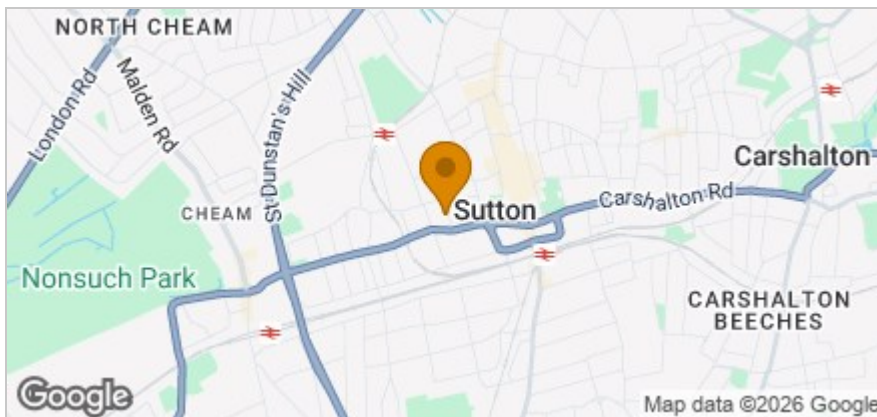 NORTH CHEAM
London Rd
Malden Rd
St Dunstan's Hill
Carshalton
CHEAM
Sutton
Carshalton Rd
Nonsuch Park
CARSHALTON
BEECHES
Google
Map data ©2026 Google